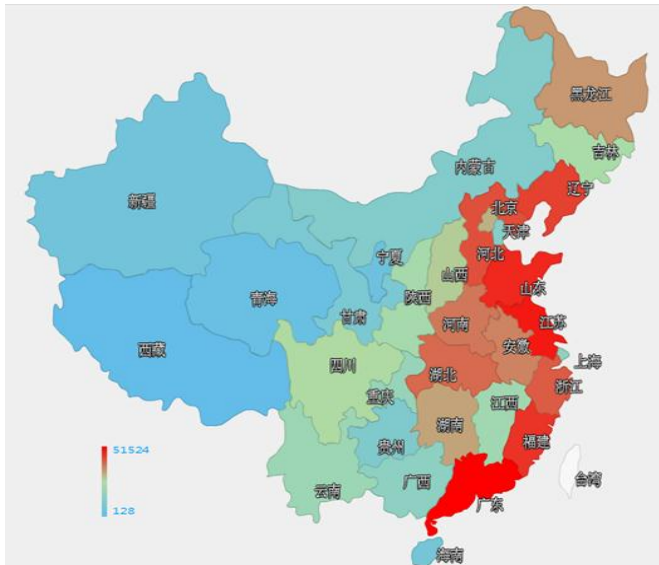 黑龙江
吉林
内蒙古
辽宁
北京
天津
新疆
河北
宁夏
山西
山东
青海
陕西
甘肃
河南
江苏
西藏
安徽
上海
四川
湖北
浙江
重庆
江西
湖南
福建
贵州
51524
台湾
广西
云南
广东
128
海南